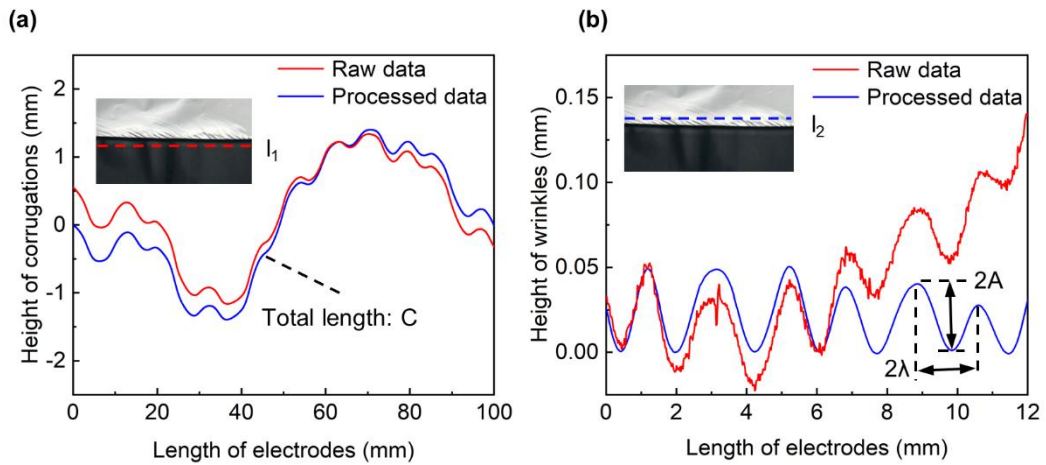 (a)
Height of corrugations (mm)
2
1
0
-1
-2
Raw data
Processed data
l₁
Total length: C
0 20 40 60 80 100
Length of electrodes (mm)
(b)
Height of wrinkles (mm)
0.15
0.10
0.05
0.00
Raw data
Processed data
l₂
2A
2λ
0 2 4 6 8 10 12
Length of electrodes (mm)